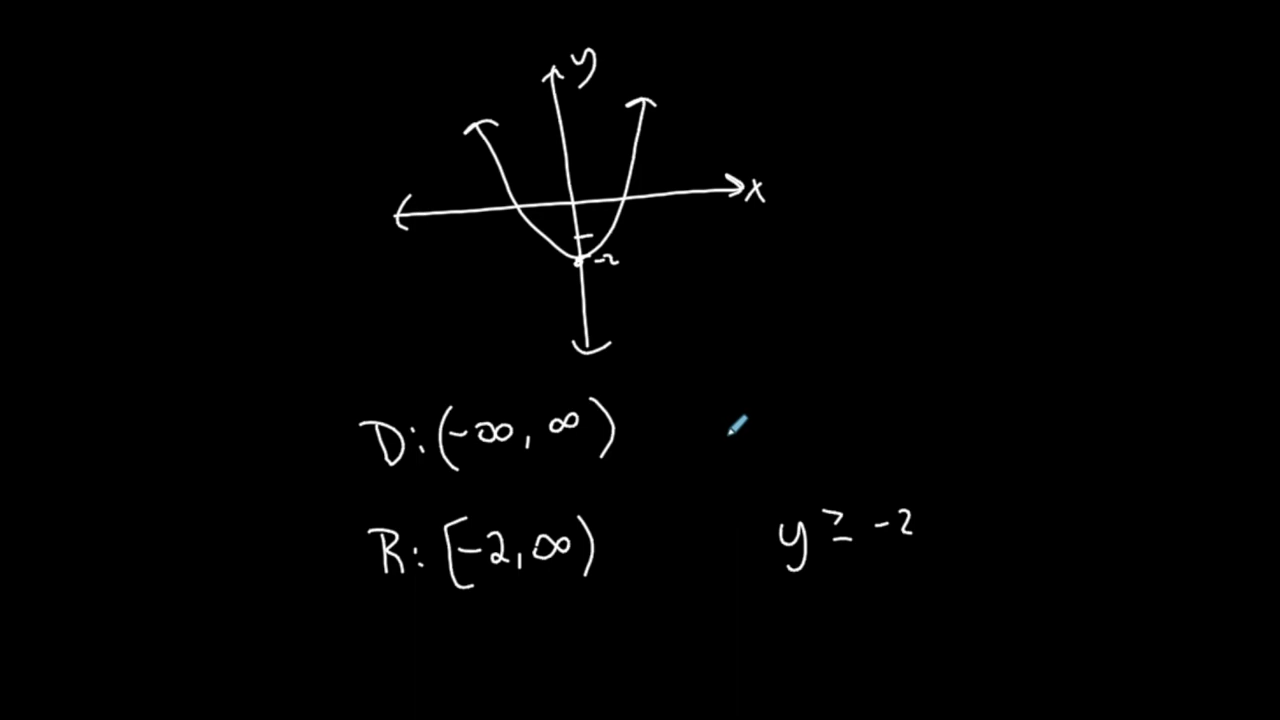 y
x
-2
D: (-∞, ∞)
R: [-2, ∞)
y ≥ -2